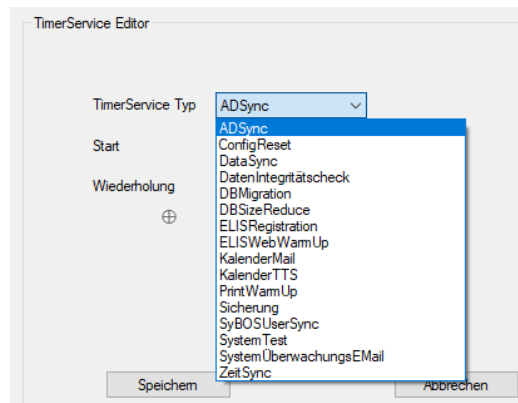 TimerService Editor
TimerService Typ
ADSync
ADSync
Start
ConfigReset
DataSync
DatenIntegritätscheck
Wiederholung
DBMigration
DBSizeReduce
ELISRegistration
ELISWebWarmUp
KalenderMail
KalenderTTS
PrintWarmUp
Sicherung
SyBOSUserSync
SystemTest
SystemÜberwachungsEMail
ZeitSync
Speichern
Abbrechen